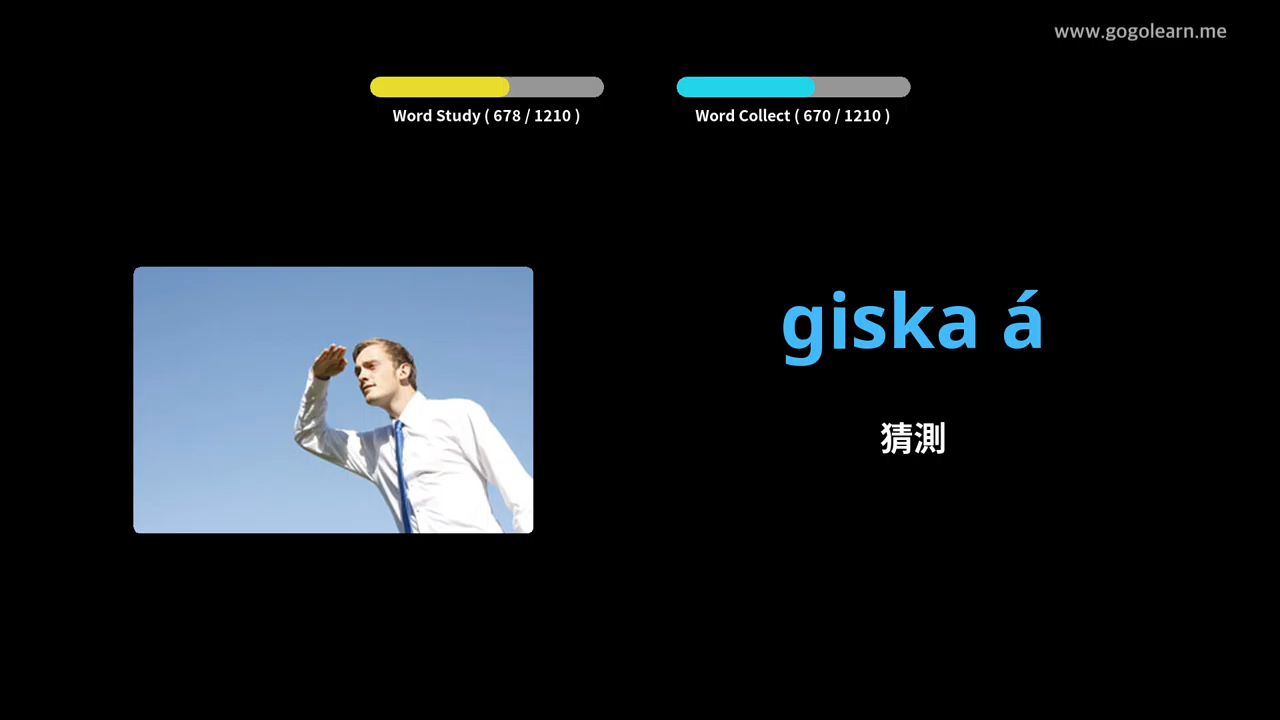 www.gogolearn.me
Word Study ( 678 / 1210 )
Word Collect ( 670 / 1210 )
giska á
猜測